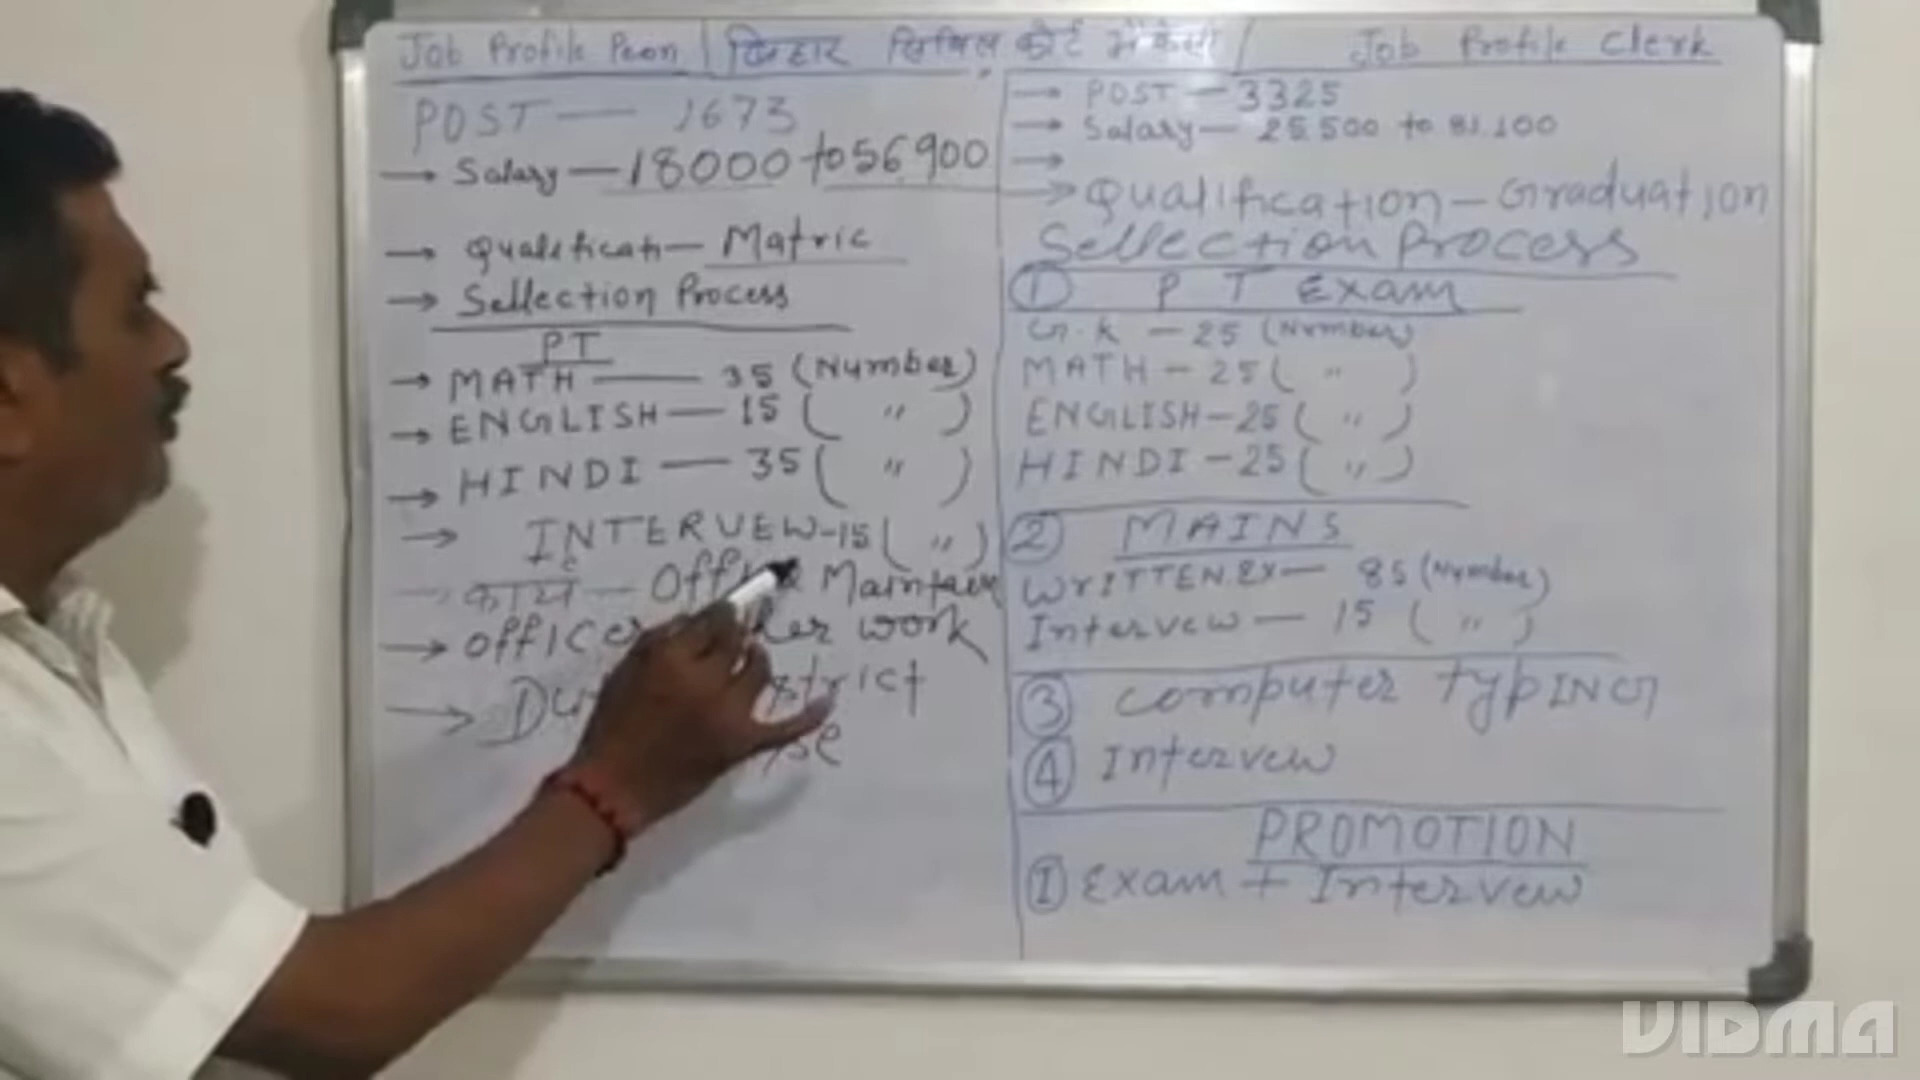 Job Profile Peon | बिहार सिविल कोर्ट में | Job Profile Clerk
POST — 1673
→ Salary — 18000 to 56900
→ Qualificati — Matric
→ Sellection Process
PT
→ MATH — 35 (Number)
→ ENGLISH — 15 ( " )
→ HINDI — 35 ( " )
→ INTERVEW - 15 ( " )
→ कार्य — Office Maintain
→ Officer work
→ strict
→ POST — 3325
→ Salary — 25.500 to 81.100
→
→ Qualification — Graduation
Sellection Process
① PT Exam
G.K — 25 (Number)
MATH — 25 ( " )
ENGLISH — 25 ( " )
HINDI — 25 ( " )
② MAINS
WRITTEN.EX — 85 (Number)
Intervew — 15 ( " )
③ Computer typING
④ Intervew
PROMOTION
① Exam + Intervew
VIDMA